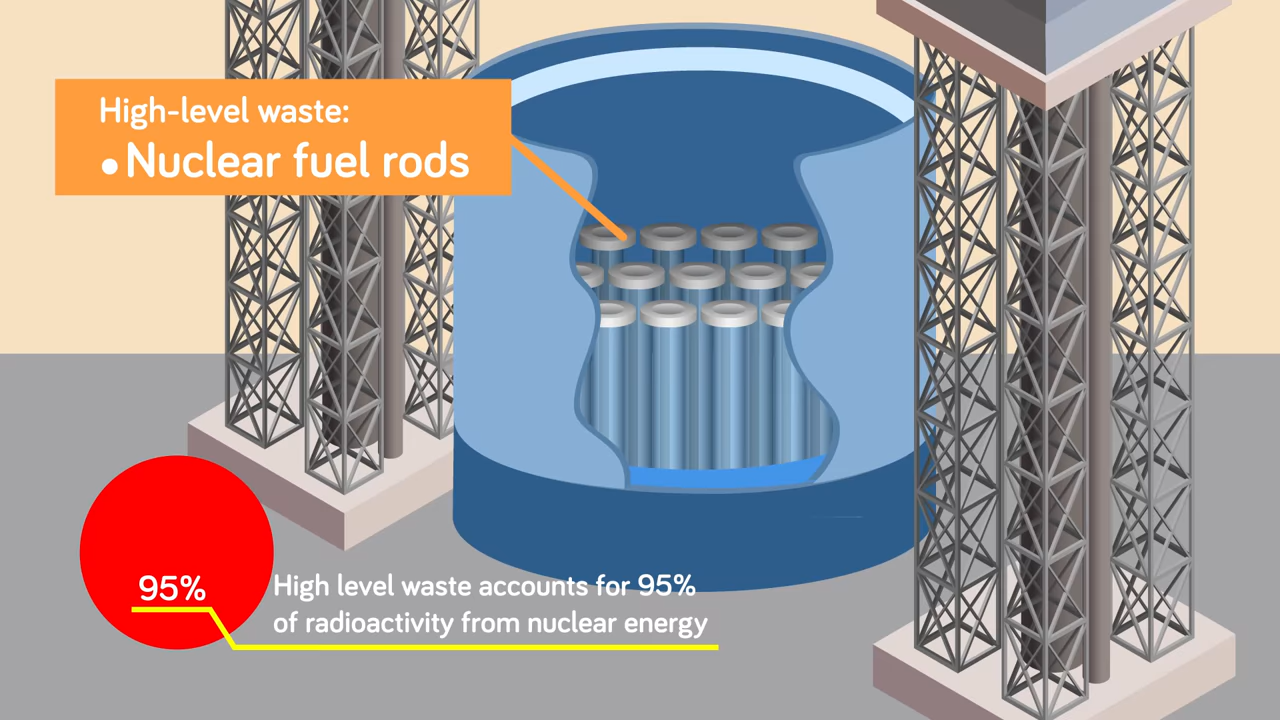 High-level waste:
• Nuclear fuel rods
95%
High level waste accounts for 95%
of radioactivity from nuclear energy